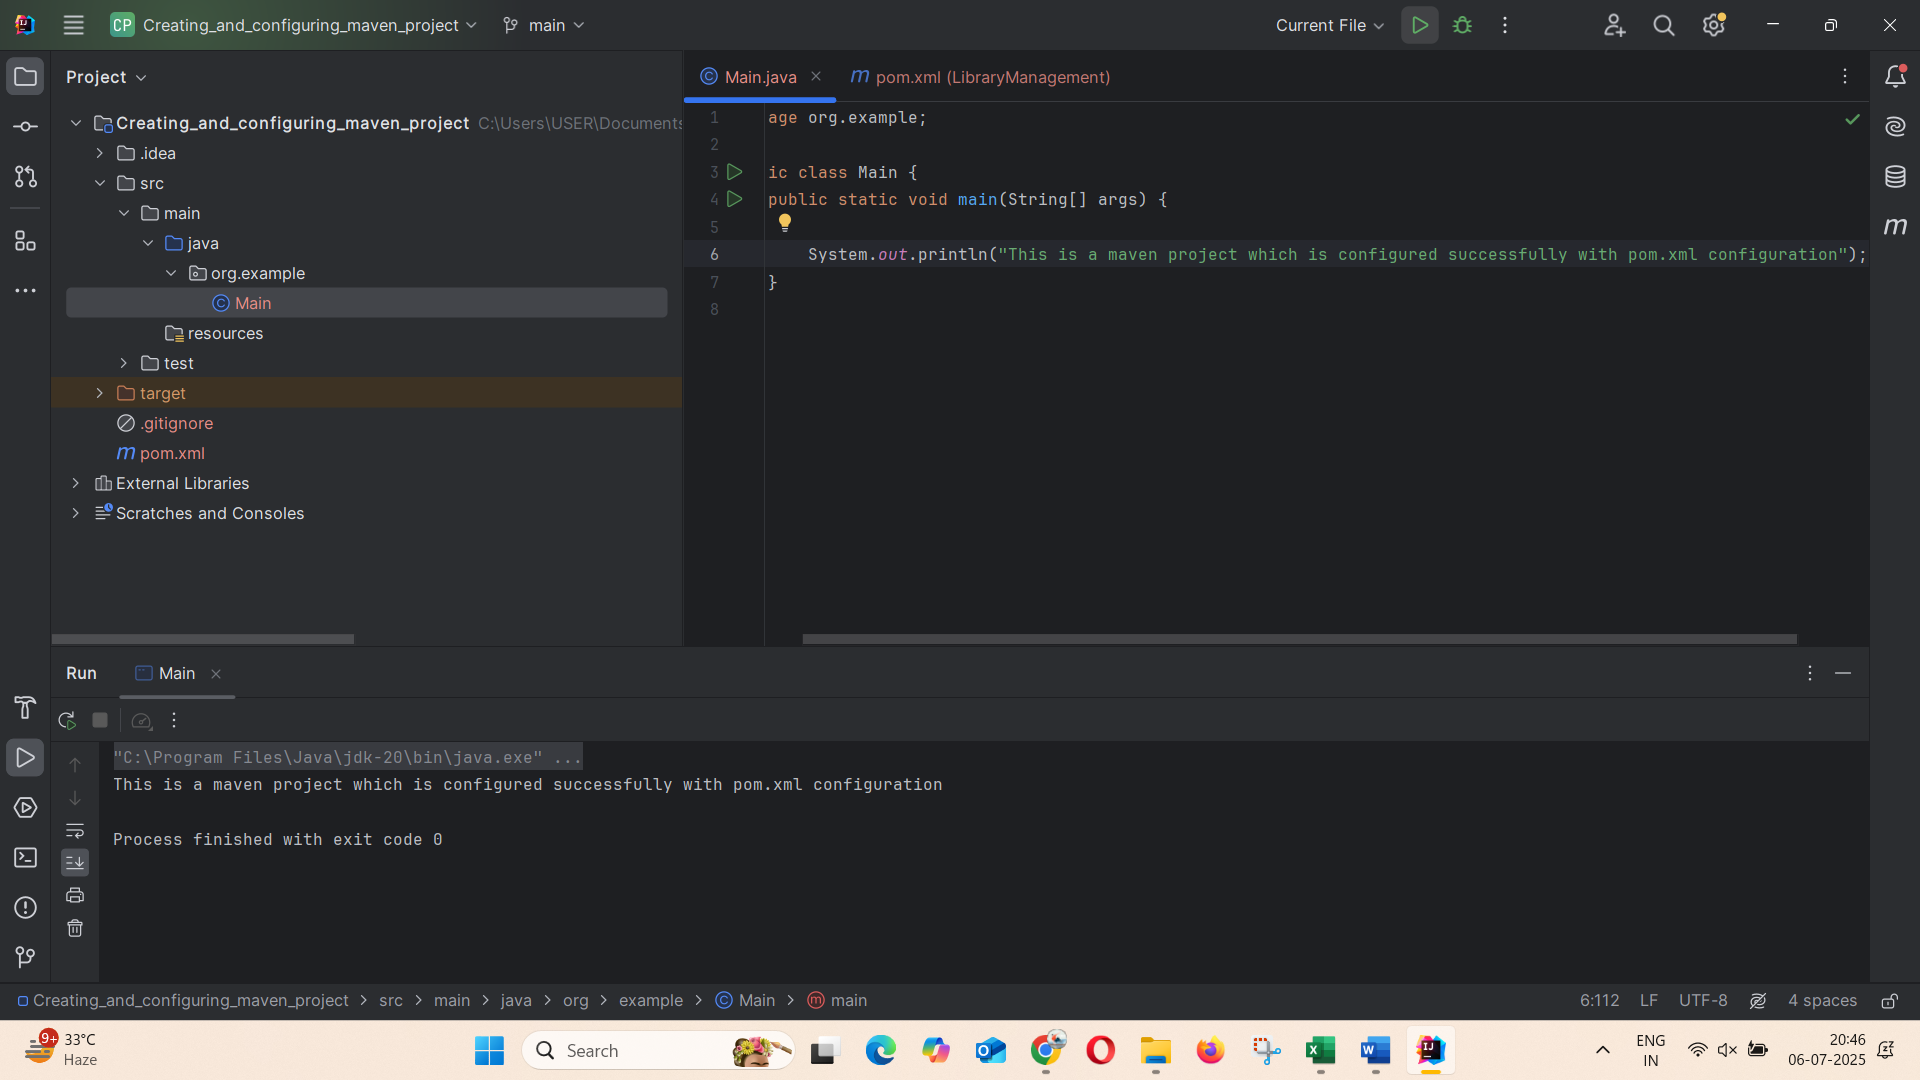 CP Creating_and_configuring_maven_project main Current File
Project
Main.java pom.xml (LibraryManagement)
Creating_and_configuring_maven_project C:\Users\USER\Documents
.idea
src
main
java
org.example
Main
resources
test
target
.gitignore
pom.xml
External Libraries
Scratches and Consoles
1 age org.example;
2
3 ic class Main {
4 public static void main(String[] args) {
5
6 System.out.println("This is a maven project which is configured successfully with pom.xml configuration");
7 }
8
Run Main
"C:\Program Files\Java\jdk-20\bin\java.exe" ...
This is a maven project which is configured successfully with pom.xml configuration
Process finished with exit code 0
Creating_and_configuring_maven_project > src > main > java > org > example > Main > main 6:112 LF UTF-8 4 spaces
9+ 33°C
Haze
Search
ENG
IN
20:46
06-07-2025